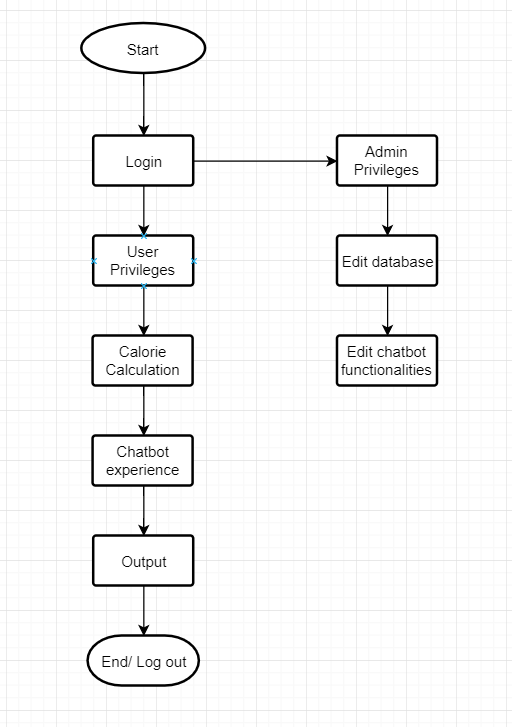 Start
Login
Admin
Privileges
User
Privileges
Edit database
Calorie
Calculation
Edit chatbot
functionalities
Chatbot
experience
Output
End/ Log out